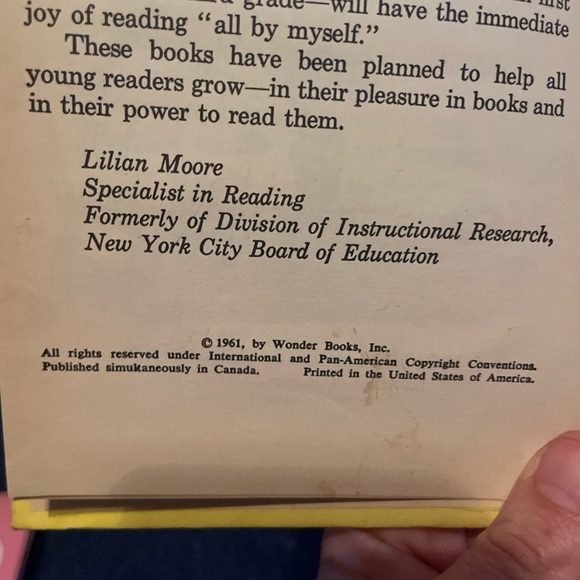 grade—will have the immediate
joy of reading “all by myself.”
These books have been planned to help all
young readers grow—in their pleasure in books and
in their power to read them.
Lilian Moore
Specialist in Reading
Formerly of Division of Instructional Research,
New York City Board of Education
© 1961, by Wonder Books, Inc.
All rights reserved under International and Pan-American Copyright Conventions.
Published simultaneously in Canada. Printed in the United States of America.